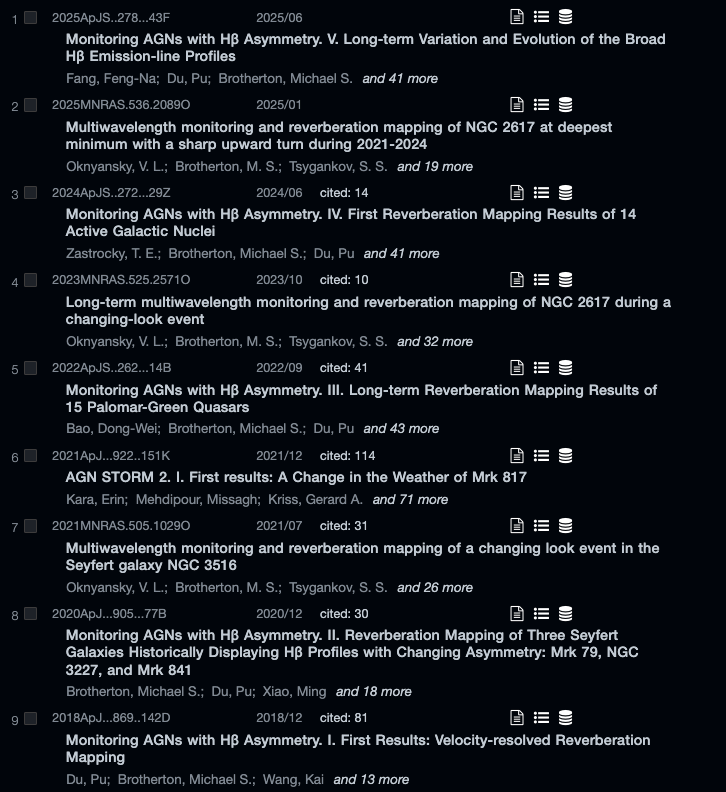 1 2025ApJS..278...43F 2025/06
Monitoring AGNs with Hβ Asymmetry. V. Long-term Variation and Evolution of the Broad
Hβ Emission-line Profiles
Fang, Feng-Na; Du, Pu; Brotherton, Michael S. and 41 more
2 2025MNRAS.536.2089O 2025/01
Multiwavelength monitoring and reverberation mapping of NGC 2617 at deepest
minimum with a sharp upward turn during 2021-2024
Oknyansky, V. L.; Brotherton, M. S.; Tsygankov, S. S. and 19 more
3 2024ApJS..272...29Z 2024/06 cited: 14
Monitoring AGNs with Hβ Asymmetry. IV. First Reverberation Mapping Results of 14
Active Galactic Nuclei
Zastrocky, T. E.; Brotherton, Michael S.; Du, Pu and 41 more
4 2023MNRAS.525.2571O 2023/10 cited: 10
Long-term multiwavelength monitoring and reverberation mapping of NGC 2617 during a
changing-look event
Oknyansky, V. L.; Brotherton, M. S.; Tsygankov, S. S. and 32 more
5 2022ApJS..262...14B 2022/09 cited: 41
Monitoring AGNs with Hβ Asymmetry. III. Long-term Reverberation Mapping Results of
15 Palomar-Green Quasars
Bao, Dong-Wei; Brotherton, Michael S.; Du, Pu and 43 more
6 2021ApJ...922..151K 2021/12 cited: 114
AGN STORM 2. I. First results: A Change in the Weather of Mrk 817
Kara, Erin; Mehdipour, Missagh; Kriss, Gerard A. and 71 more
7 2021MNRAS.505.1029O 2021/07 cited: 31
Multiwavelength monitoring and reverberation mapping of a changing look event in the
Seyfert galaxy NGC 3516
Oknyansky, V. L.; Brotherton, M. S.; Tsygankov, S. S. and 26 more
8 2020ApJ...905...77B 2020/12 cited: 30
Monitoring AGNs with Hβ Asymmetry. II. Reverberation Mapping of Three Seyfert
Galaxies Historically Displaying Hβ Profiles with Changing Asymmetry: Mrk 79, NGC
3227, and Mrk 841
Brotherton, Michael S.; Du, Pu; Xiao, Ming and 18 more
9 2018ApJ...869..142D 2018/12 cited: 81
Monitoring AGNs with Hβ Asymmetry. I. First Results: Velocity-resolved Reverberation
Mapping
Du, Pu; Brotherton, Michael S.; Wang, Kai and 13 more